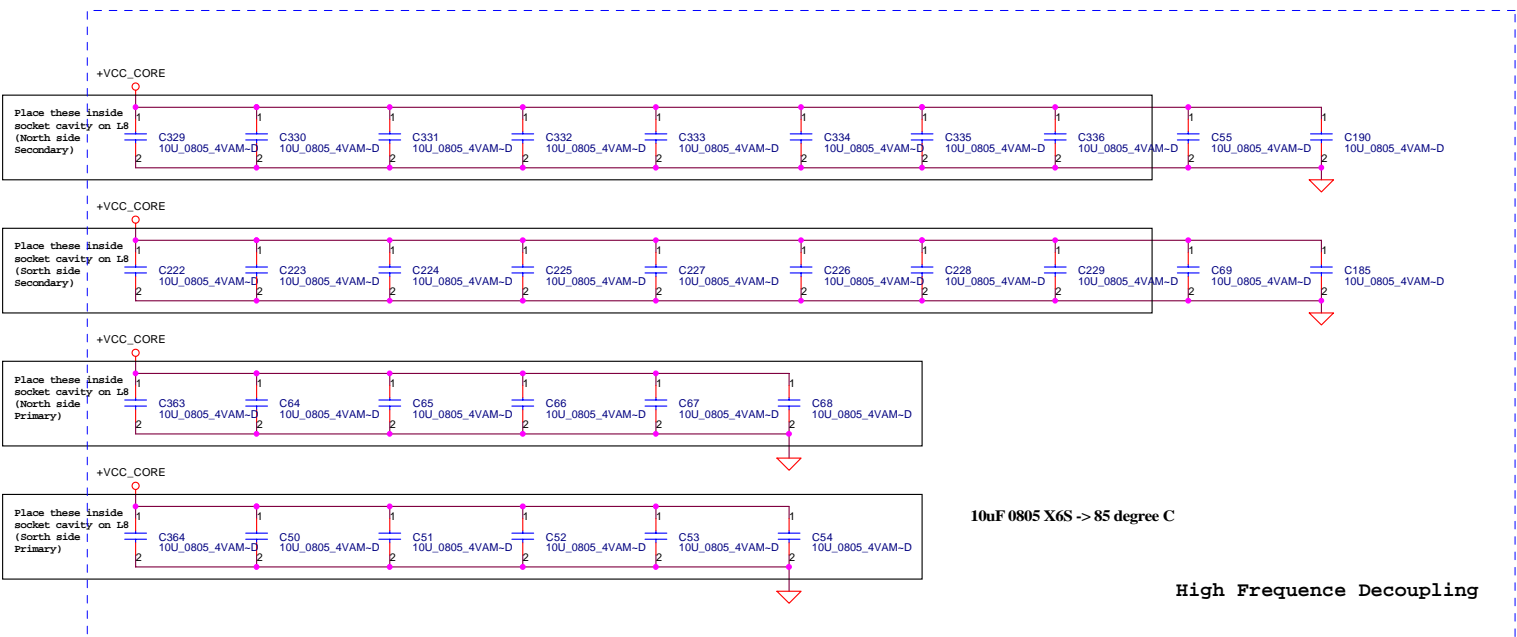 +VCC_CORE
Place these inside
socket cavity on L8
(North side
Secondary)
1 1 1 1 1 1 1 1 1 1
C329 C330 C331 C332 C333 C334 C335 C336 C55 C190
10U_0805_4VAM~D 10U_0805_4VAM~D 10U_0805_4VAM~D 10U_0805_4VAM~D 10U_0805_4VAM~D 10U_0805_4VAM~D 10U_0805_4VAM~D 10U_0805_4VAM~D 10U_0805_4VAM~D 10U_0805_4VAM~D
2 2 2 2 2 2 2 2 2 2
+VCC_CORE
Place these inside
socket cavity on L8
(Sorth side
Secondary)
1 1 1 1 1 1 1 1 1 1
C222 C223 C224 C225 C227 C226 C228 C229 C69 C185
10U_0805_4VAM~D 10U_0805_4VAM~D 10U_0805_4VAM~D 10U_0805_4VAM~D 10U_0805_4VAM~D 10U_0805_4VAM~D 10U_0805_4VAM~D 10U_0805_4VAM~D 10U_0805_4VAM~D 10U_0805_4VAM~D
2 2 2 2 2 2 2 2 2 2
+VCC_CORE
Place these inside
socket cavity on L8
(North side
Primary)
1 1 1 1 1 1
C363 C64 C65 C66 C67 C68
10U_0805_4VAM~D 10U_0805_4VAM~D 10U_0805_4VAM~D 10U_0805_4VAM~D 10U_0805_4VAM~D 10U_0805_4VAM~D
2 2 2 2 2 2
+VCC_CORE
Place these inside
socket cavity on L8
(Sorth side
Primary)
1 1 1 1 1 1
C364 C50 C51 C52 C53 C54
10U_0805_4VAM~D 10U_0805_4VAM~D 10U_0805_4VAM~D 10U_0805_4VAM~D 10U_0805_4VAM~D 10U_0805_4VAM~D
2 2 2 2 2 2
10uF 0805 X6S -> 85 degree C
High Frequence Decoupling